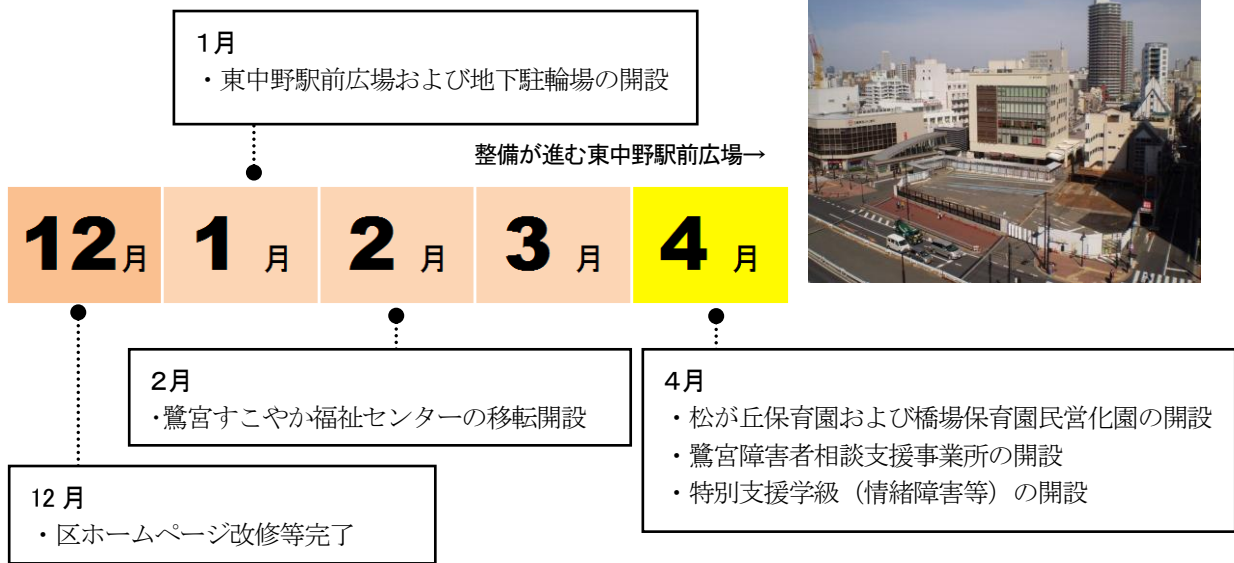 1月
・東中野駅前広場および地下駐輪場の開設
整備が進む東中野駅前広場→
12月 1月 2月 3月 4月
2月
・鷺宮すこやか福祉センターの移転開設
4月
・松が丘保育園および橋場保育園民営化園の開設
・鷺宮障害者相談支援事業所の開設
・特別支援学級（情緒障害等）の開設
12月
・区ホームページ改修等完了